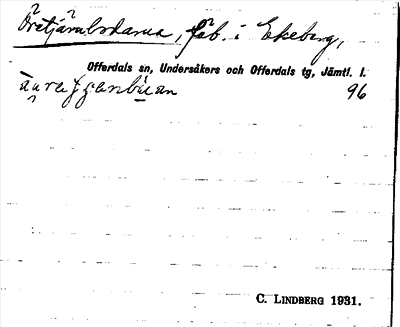 Öretjärnbodarna, fäb. i Ekeberg,
Offerdals sn, Undersåkers och Offerdals tg, Jämtl. l.
96
C. LINDBERG 1931.